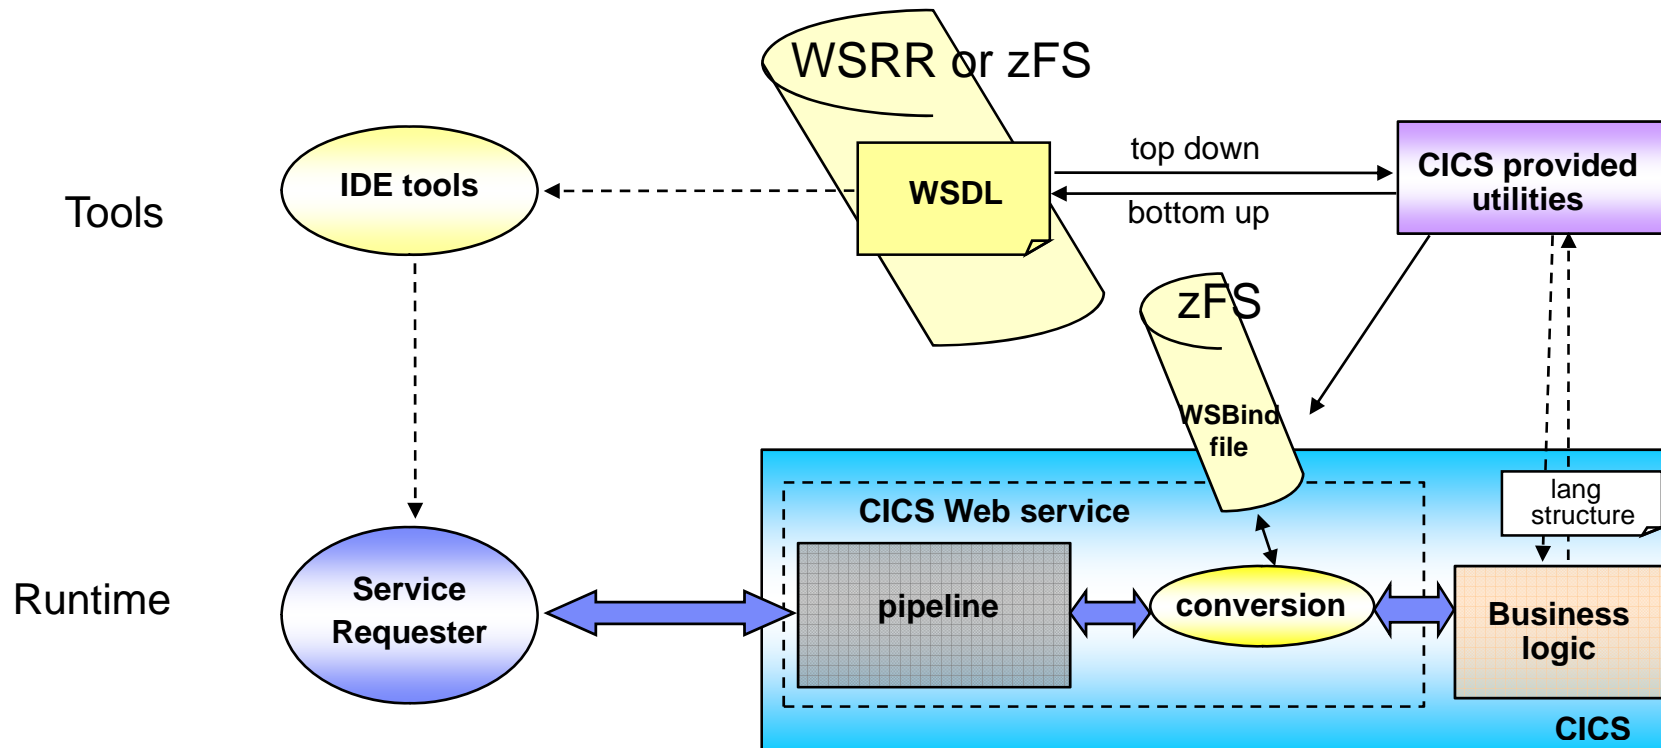 WSRR or zFS
top down
CICS provided
utilities
IDE tools
WSDL
Tools
bottom up
zFS
WSBind
file
lang
structure
CICS Web service
Service
Requester
Runtime
pipeline
conversion
Business
logic
CICS